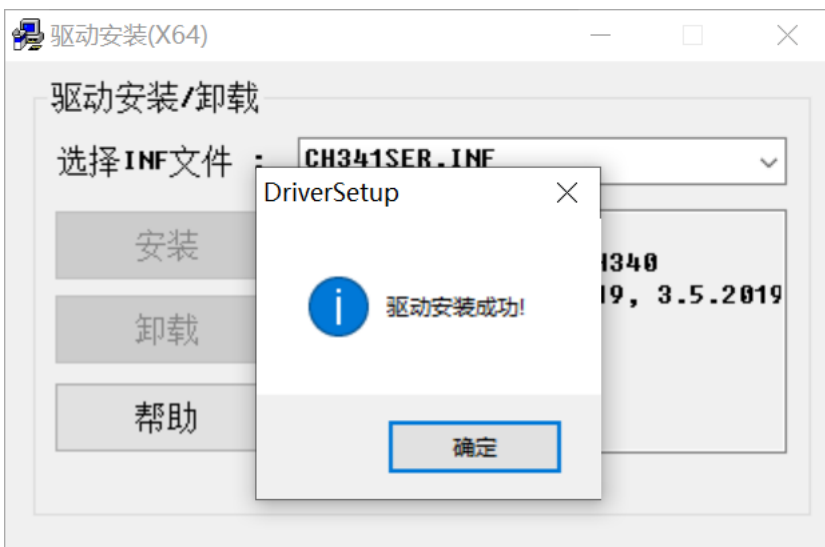 驱动安装(X64)
驱动安装/卸载
选择INF文件 :
CH341SER.INF
DriverSetup
安装
H340
19, 3.5.2019
驱动安装成功!
卸载
帮助
确定